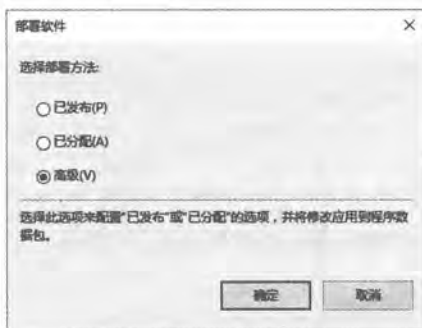 部署软件
选择部署方法:
已发布(P)
已分配(A)
高级(V)
选择此选项来配置"已发布"或"已分配"的选项，并将修改应用到程序数
据包。
确定
取消